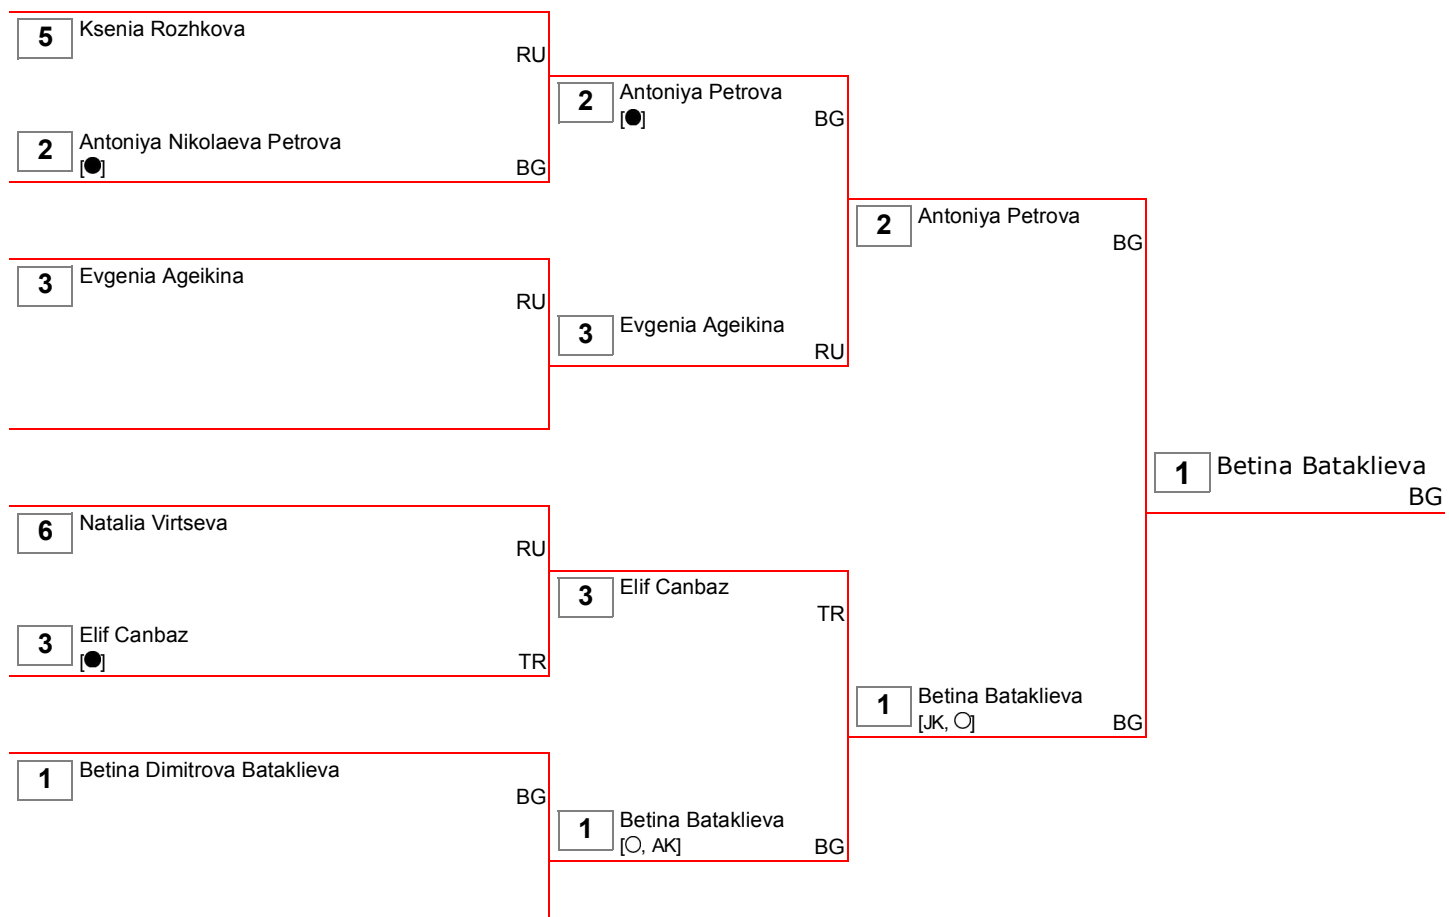 5 Ksenia Rozhkova
RU
2 Antoniya Nikolaeva Petrova
[●] BG
3 Evgenia Ageikina
RU
6 Natalia Virtseva
RU
3 Elif Canbaz
[●] TR
1 Betina Dimitrova Bataklieva
BG
2 Antoniya Petrova
[●] BG
3 Evgenia Ageikina
RU
3 Elif Canbaz
TR
1 Betina Bataklieva
[○, AK] BG
2 Antoniya Petrova
BG
1 Betina Bataklieva
[JK, ○] BG
1 Betina Bataklieva
BG